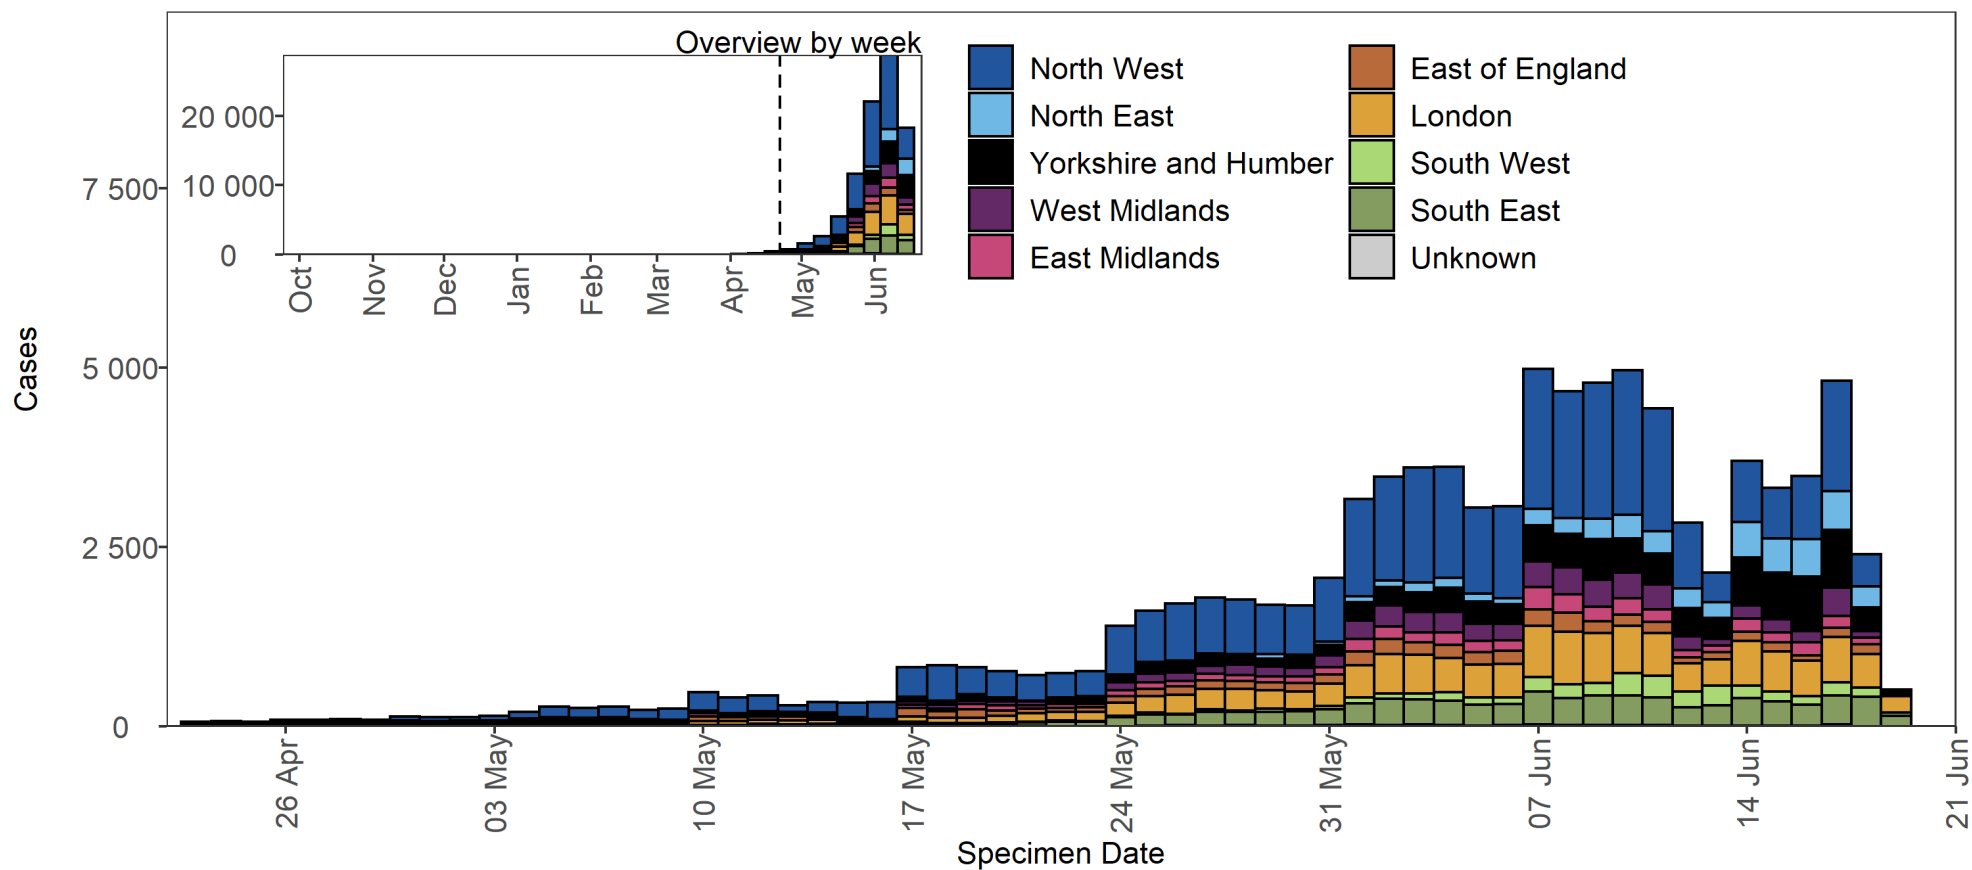 Overview by week
20 000
10 000
0
Oct
Nov
Dec
Jan
Feb
Mar
Apr
May
Jun
North West
North East
Yorkshire and Humber
West Midlands
East Midlands
East of England
London
South West
South East
Unknown
Cases
7 500
5 000
2 500
0
26 Apr
03 May
10 May
17 May
24 May
31 May
07 Jun
14 Jun
21 Jun
Specimen Date